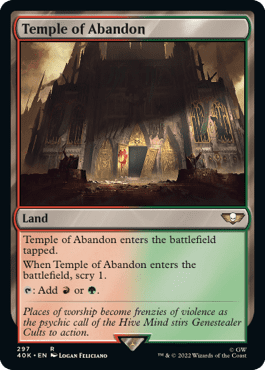 Temple of Abandon
Land
Temple of Abandon enters the battlefield
tapped.
When Temple of Abandon enters the
battlefield, scry 1.
: Add or .
Places of worship become frenzies of violence as
the psychic call of the Hive Mind stirs Genestealer
Cults to action.
297 R
40K • EN LOGAN FELICIANO
© GW
™ & © 2022 Wizards of the Coast